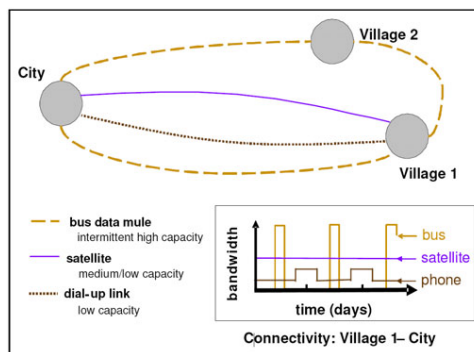 Village 2
City
Village 1
bus data mule
intermittent high capacity
satellite
medium/low capacity
dial-up link
low capacity
bandwidth
bus
satellite
phone
time (days)
Connectivity: Village 1– City